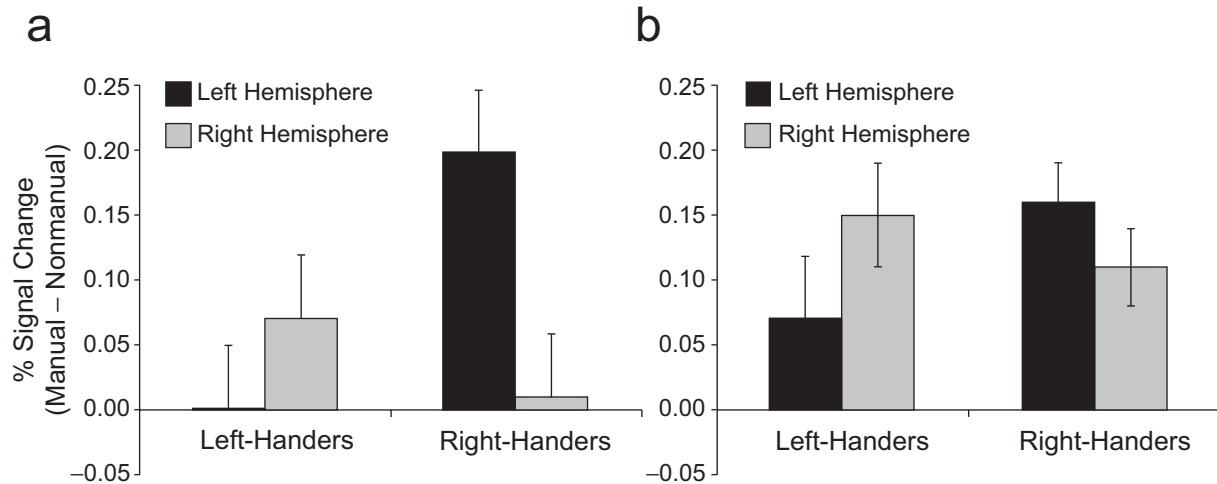 a
0.25
0.20
0.15
0.10
0.05
0.00
–0.05
% Signal Change
(Manual – Nonmanual)
Left Hemisphere
Right Hemisphere
Left-Handers Right-Handers
b
0.25
0.20
0.15
0.10
0.05
0.00
–0.05
Left Hemisphere
Right Hemisphere
Left-Handers Right-Handers